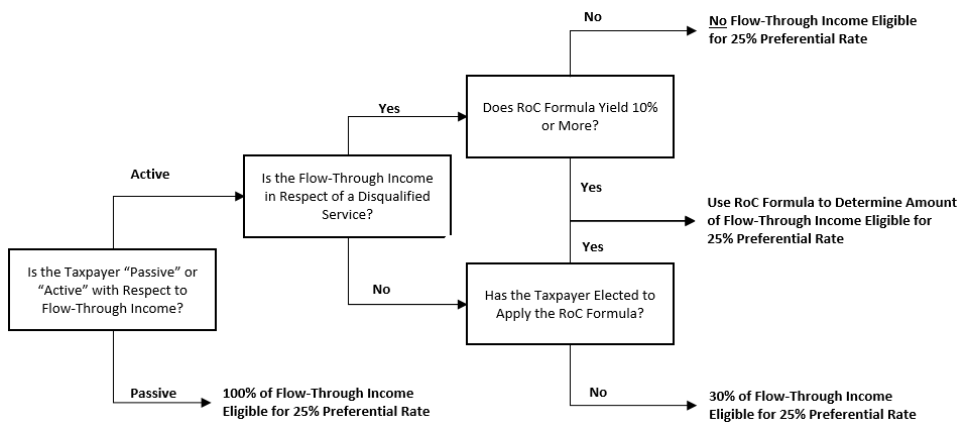 No
No Flow-Through Income Eligible
for 25% Preferential Rate
Does RoC Formula Yield 10%
or More?
Yes
Active
Is the Flow-Through Income
in Respect of a Disqualified
Service?
Yes
Use RoC Formula to Determine Amount
of Flow-Through Income Eligible for
25% Preferential Rate
Yes
Is the Taxpayer “Passive” or
“Active” with Respect to
Flow-Through Income?
No
Has the Taxpayer Elected to
Apply the RoC Formula?
Passive
100% of Flow-Through Income
Eligible for 25% Preferential Rate
No
30% of Flow-Through Income
Eligible for 25% Preferential Rate